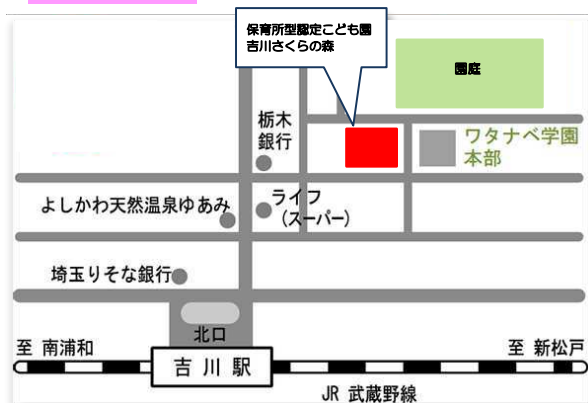 保育所型認定こども園
吉川さくらの森
園庭
栃木
銀行
ワタナベ学園
本部
よしかわ天然温泉ゆあみ
ライフ
(スーパー)
埼玉りそな銀行
北口
至 南浦和
至 新松戸
吉川駅
JR 武蔵野線